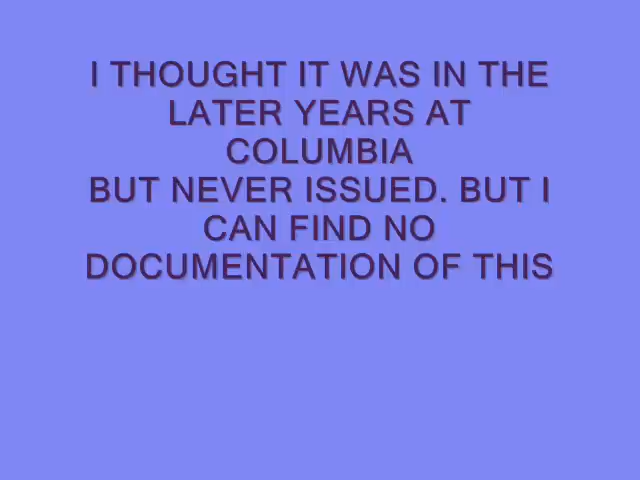 I THOUGHT IT WAS IN THE
LATER YEARS AT
COLUMBIA
BUT NEVER ISSUED. BUT I
CAN FIND NO
DOCUMENTATION OF THIS